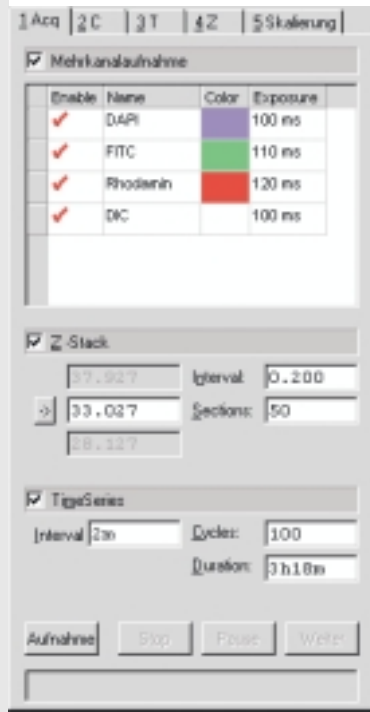 1 Acq 2 C 3 T 4 Z 5 Skalierung
Mehrkanalaufnahme
Enable Name Color Exposure
DAPI 100 ms
FITC 110 ms
Rhodamin 120 ms
DIC 100 ms
Z-Stack
37.927 Interval: 0.200
-> 33.027 Sections: 50
28.127
TimeSeries
Interval 2m Cycles: 100
Duration: 3h18m
Aufnahme Stop Pause Weiter